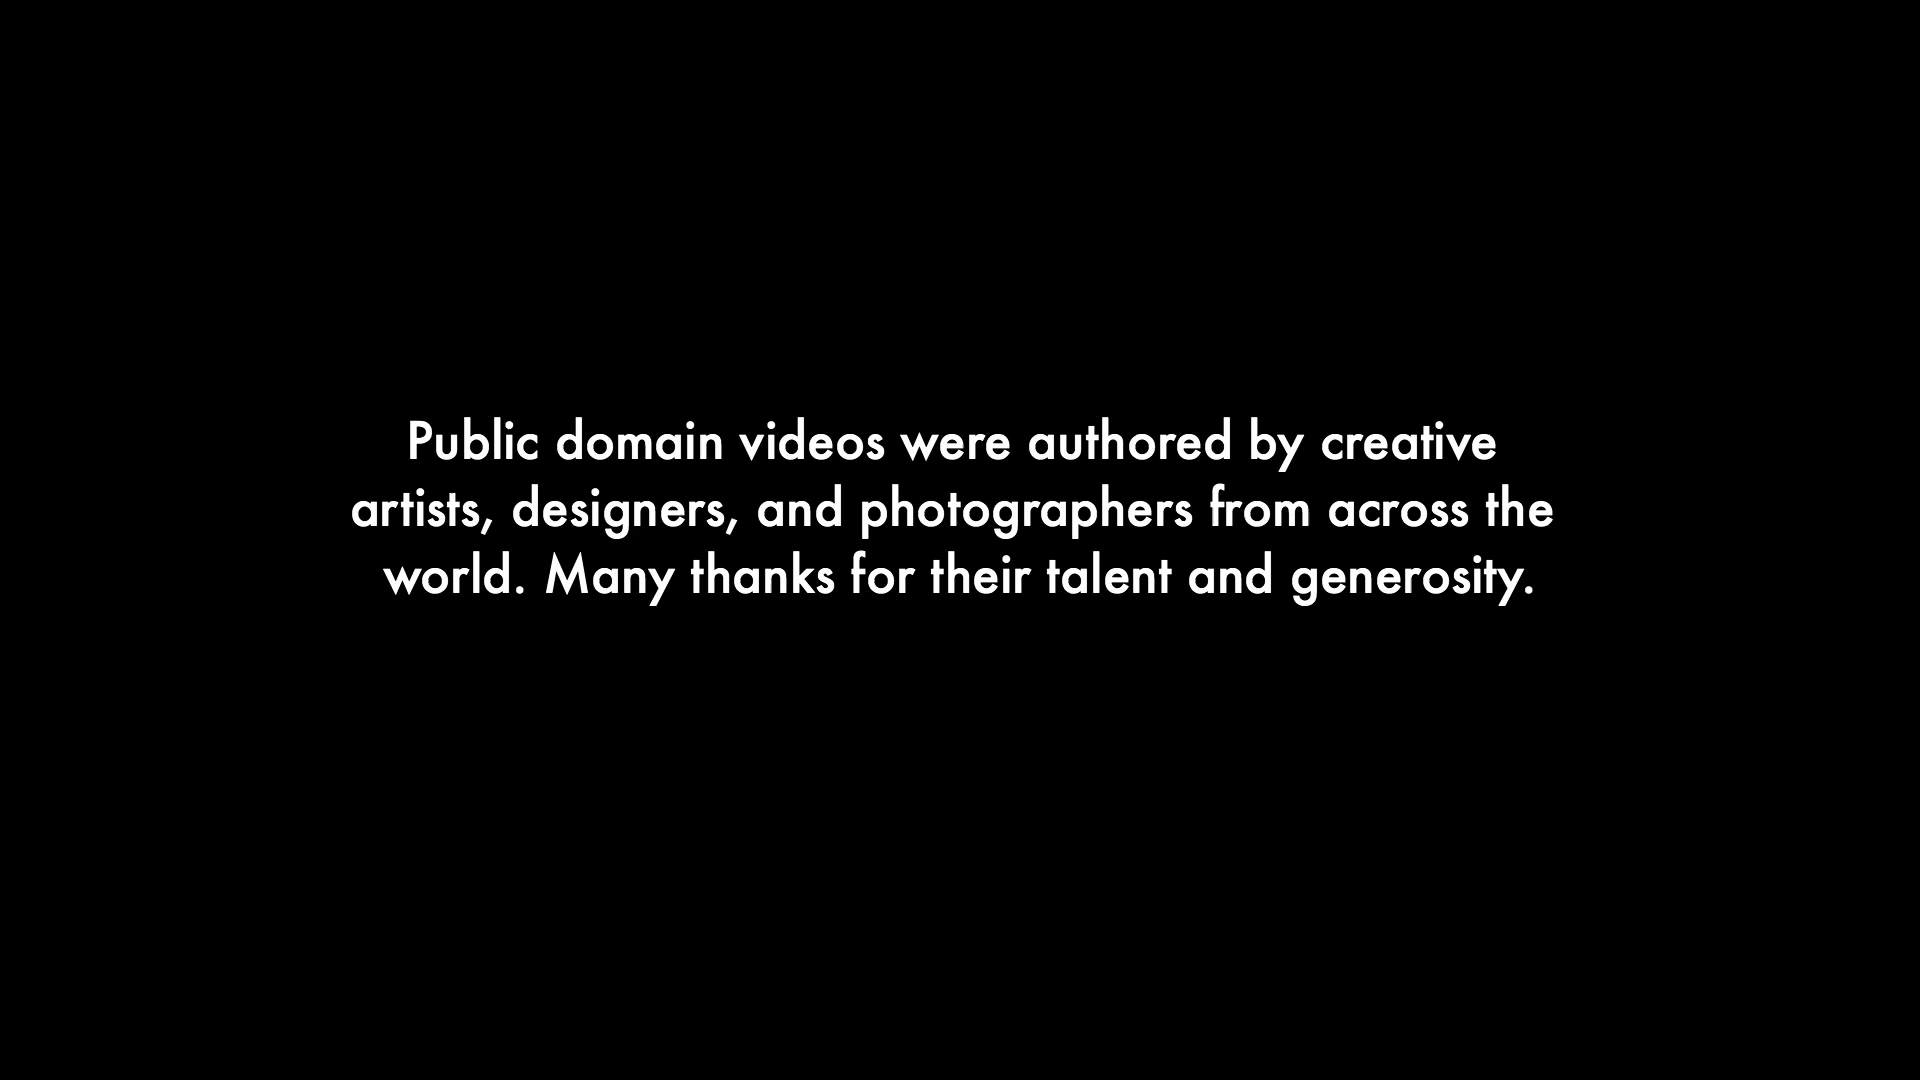 Public domain videos were authored by creative
artists, designers, and photographers from across the
world. Many thanks for their talent and generosity.